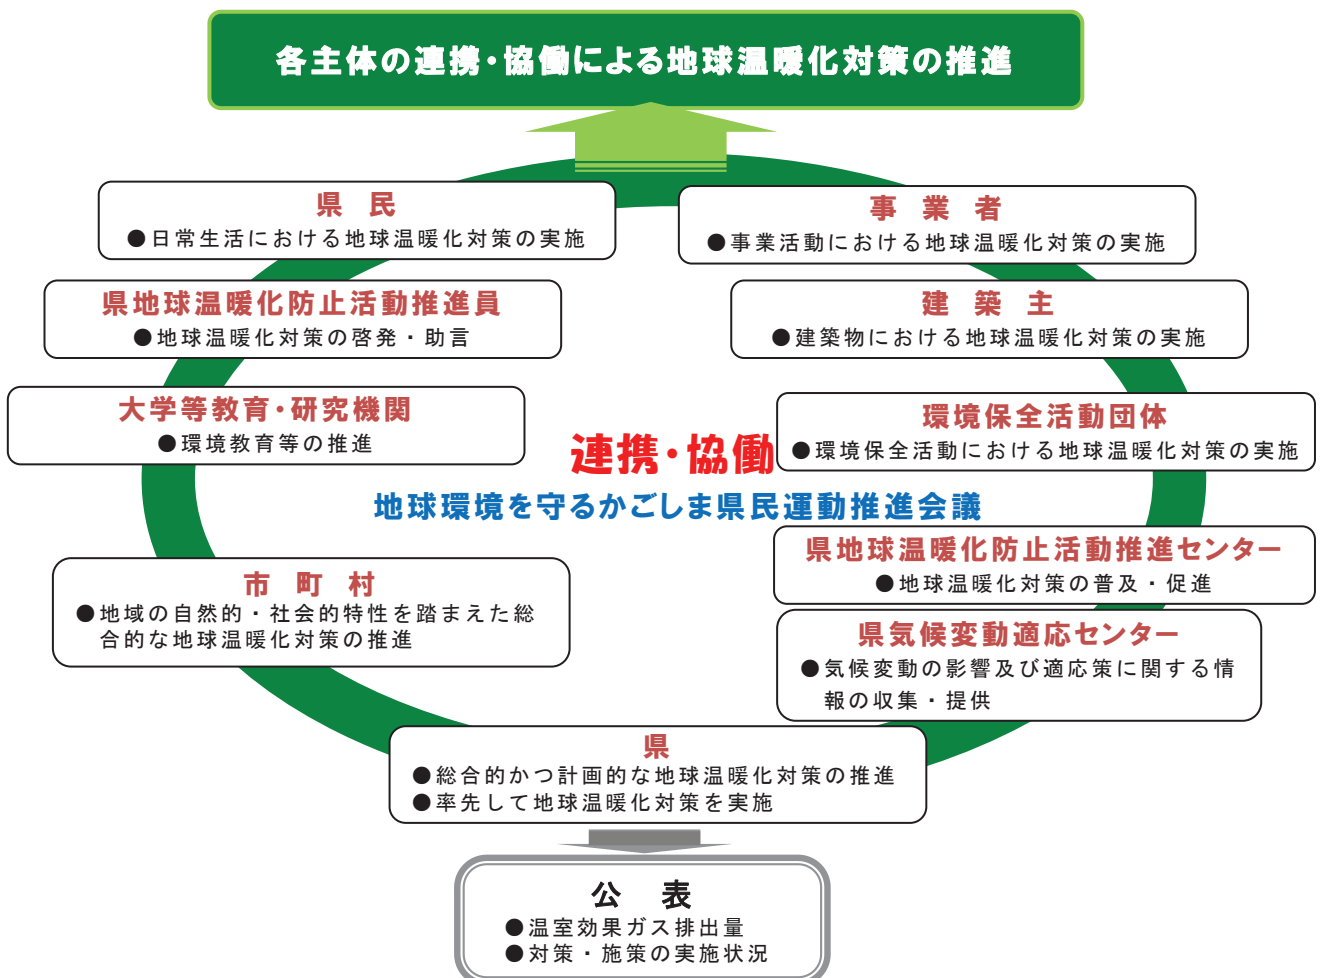 各主体の連携・協働による地球温暖化対策の推進
県 民
●日常生活における地球温暖化対策の実施
事 業 者
●事業活動における地球温暖化対策の実施
県地球温暖化防止活動推進員
●地球温暖化対策の啓発・助言
建 築 主
●建築物における地球温暖化対策の実施
大学等教育・研究機関
●環境教育等の推進
環境保全活動団体
●環境保全活動における地球温暖化対策の実施
連携・協働
地球環境を守るかごしま県民運動推進会議
県地球温暖化防止活動推進センター
●地球温暖化対策の普及・促進
市 町 村
●地域の自然的・社会的特性を踏まえた総
合的な地球温暖化対策の推進
県気候変動適応センター
●気候変動の影響及び適応策に関する情
報の収集・提供
県
●総合的かつ計画的な地球温暖化対策の推進
●率先して地球温暖化対策を実施
公 表
●温室効果ガス排出量
●対策・施策の実施状況